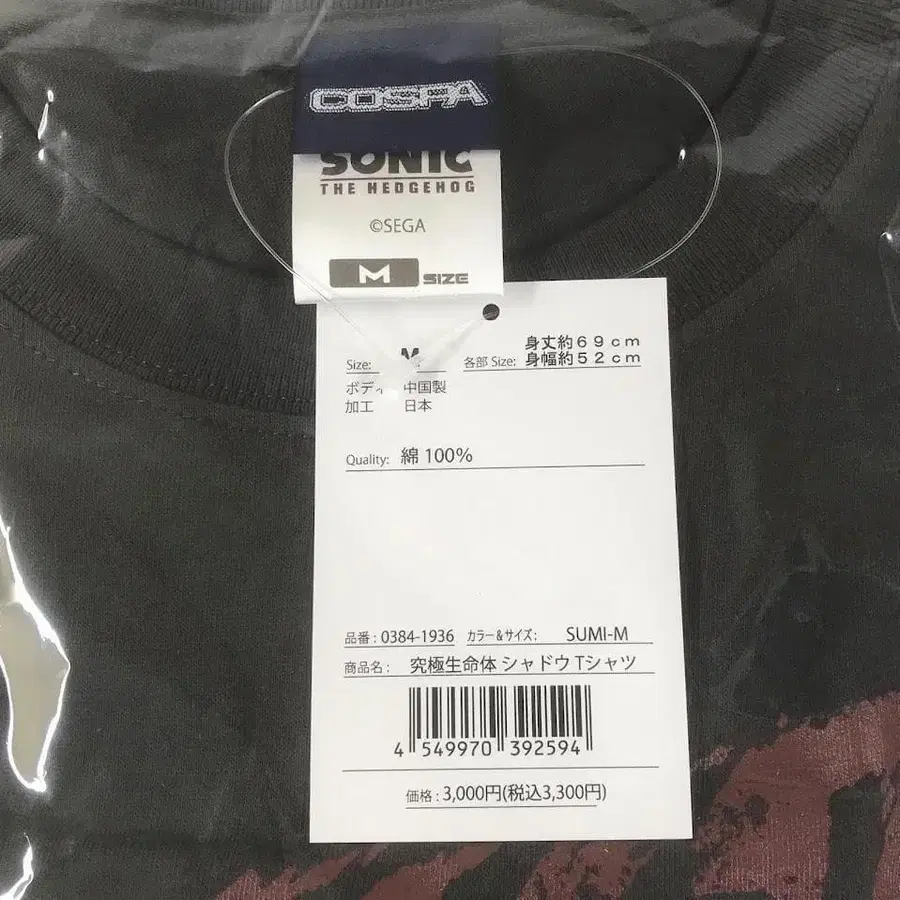 COSPA
SONIC
THE HEDGEHOG
©SEGA
M SIZE
Size: M 各部 Size: 身丈約69cm
身幅約52cm
ボディ 中国製
加工 日本
Quality: 綿 100%
品番:0384-1936 カラー&サイズ: SUMI-M
商品名: 究極生命体 シャドウ Tシャツ
4 549970 392594
価格:3,000円(税込3,300円)